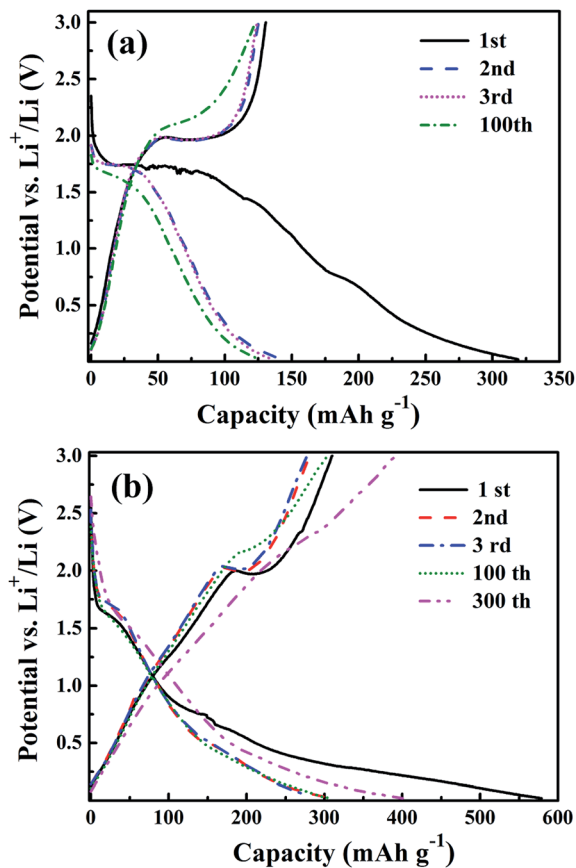 (a)
1st
2nd
3rd
100th
Potential vs. Li⁺/Li (V)
3.0
2.5
2.0
1.5
1.0
0.5
0 50 100 150 200 250 300 350
Capacity (mAh g⁻¹)
(b)
1 st
2nd
3 rd
100 th
300 th
Potential vs. Li⁺/Li (V)
3.0
2.5
2.0
1.5
1.0
0.5
0 100 200 300 400 500 600
Capacity (mAh g⁻¹)